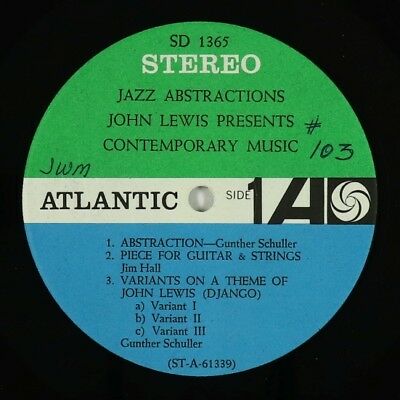 SD 1365
STEREO
JAZZ ABSTRACTIONS
JOHN LEWIS PRESENTS #
CONTEMPORARY MUSIC 103
JWM
ATLANTIC SIDE 1 A
1. ABSTRACTION—Gunther Schuller
2. PIECE FOR GUITAR & STRINGS
Jim Hall
3. VARIANTS ON A THEME OF
JOHN LEWIS (DJANGO)
a) Variant I
b) Variant II
c) Variant III
Gunther Schuller
(ST-A-61339)